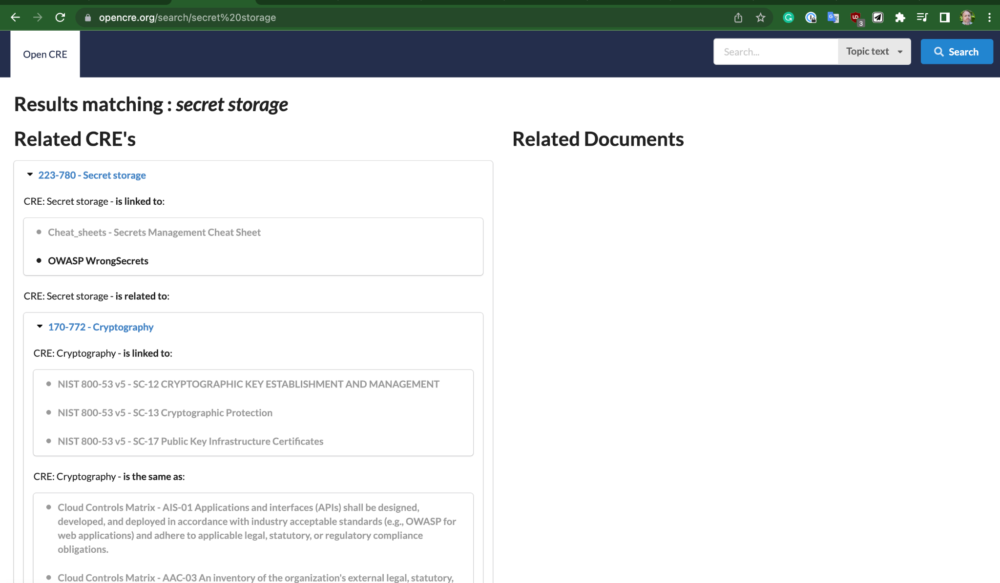 opencre.org/search/secret%20storage
3
Open CRE
Search...
Topic text
Search
Results matching : secret storage
Related CRE's
Related Documents
223-780 - Secret storage
CRE: Secret storage - is linked to:
Cheat_sheets - Secrets Management Cheat Sheet
OWASP WrongSecrets
CRE: Secret storage - is related to:
170-772 - Cryptography
CRE: Cryptography - is linked to:
NIST 800-53 v5 - SC-12 CRYPTOGRAPHIC KEY ESTABLISHMENT AND MANAGEMENT
NIST 800-53 v5 - SC-13 Cryptographic Protection
NIST 800-53 v5 - SC-17 Public Key Infrastructure Certificates
CRE: Cryptography - is the same as:
Cloud Controls Matrix - AIS-01 Applications and interfaces (APIs) shall be designed,
developed, and deployed in accordance with industry acceptable standards (e.g., OWASP for
web applications) and adhere to applicable legal, statutory, or regulatory compliance
obligations.
Cloud Controls Matrix - AAC-03 An inventory of the organization's external legal, statutory,